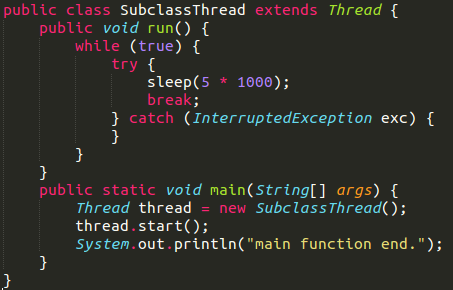 public class SubclassThread extends Thread {
    public void run() {
        while (true) {
            try {
                sleep(5 * 1000);
                break;
            } catch (InterruptedException exc) {
            }
        }
    }
    public static void main(String[] args) {
        Thread thread = new SubclassThread();
        thread.start();
        System.out.println("main function end.");
    }
}